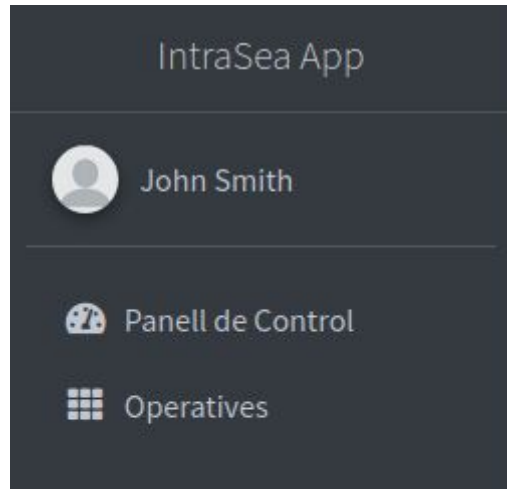 IntraSea App
John Smith
Panell de Control
Operatives